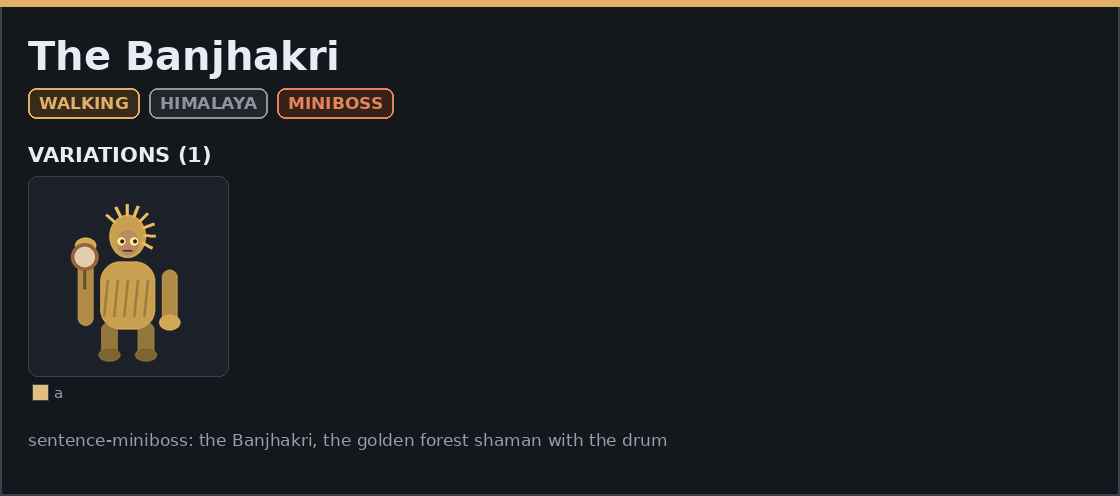 The Banjhakri
WALKING HIMALAYA MINIBOSS
VARIATIONS (1)
a
sentence-miniboss: the Banjhakri, the golden forest shaman with the drum